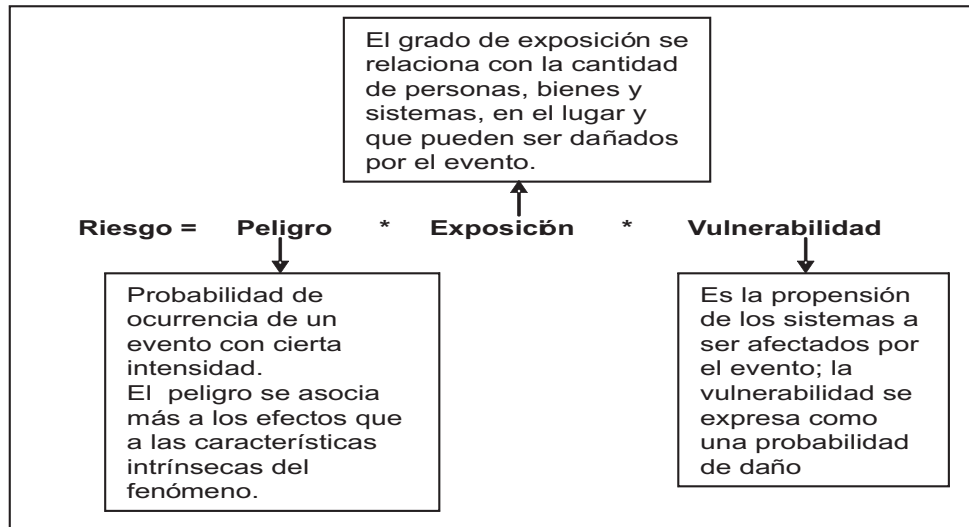 El grado de exposición se
relaciona con la cantidad
de personas, bienes y
sistemas, en el lugar y
que pueden ser dañados
por el evento.
Riesgo = Peligro * Exposición * Vulnerabilidad
Probabilidad de
ocurrencia de un
evento con cierta
intensidad.
El peligro se asocia
más a los efectos que
a las características
intrínsecas del
fenómeno.
Es la propensión
de los sistemas a
ser afectados por
el evento; la
vulnerabilidad se
expresa como
una probabilidad
de daño